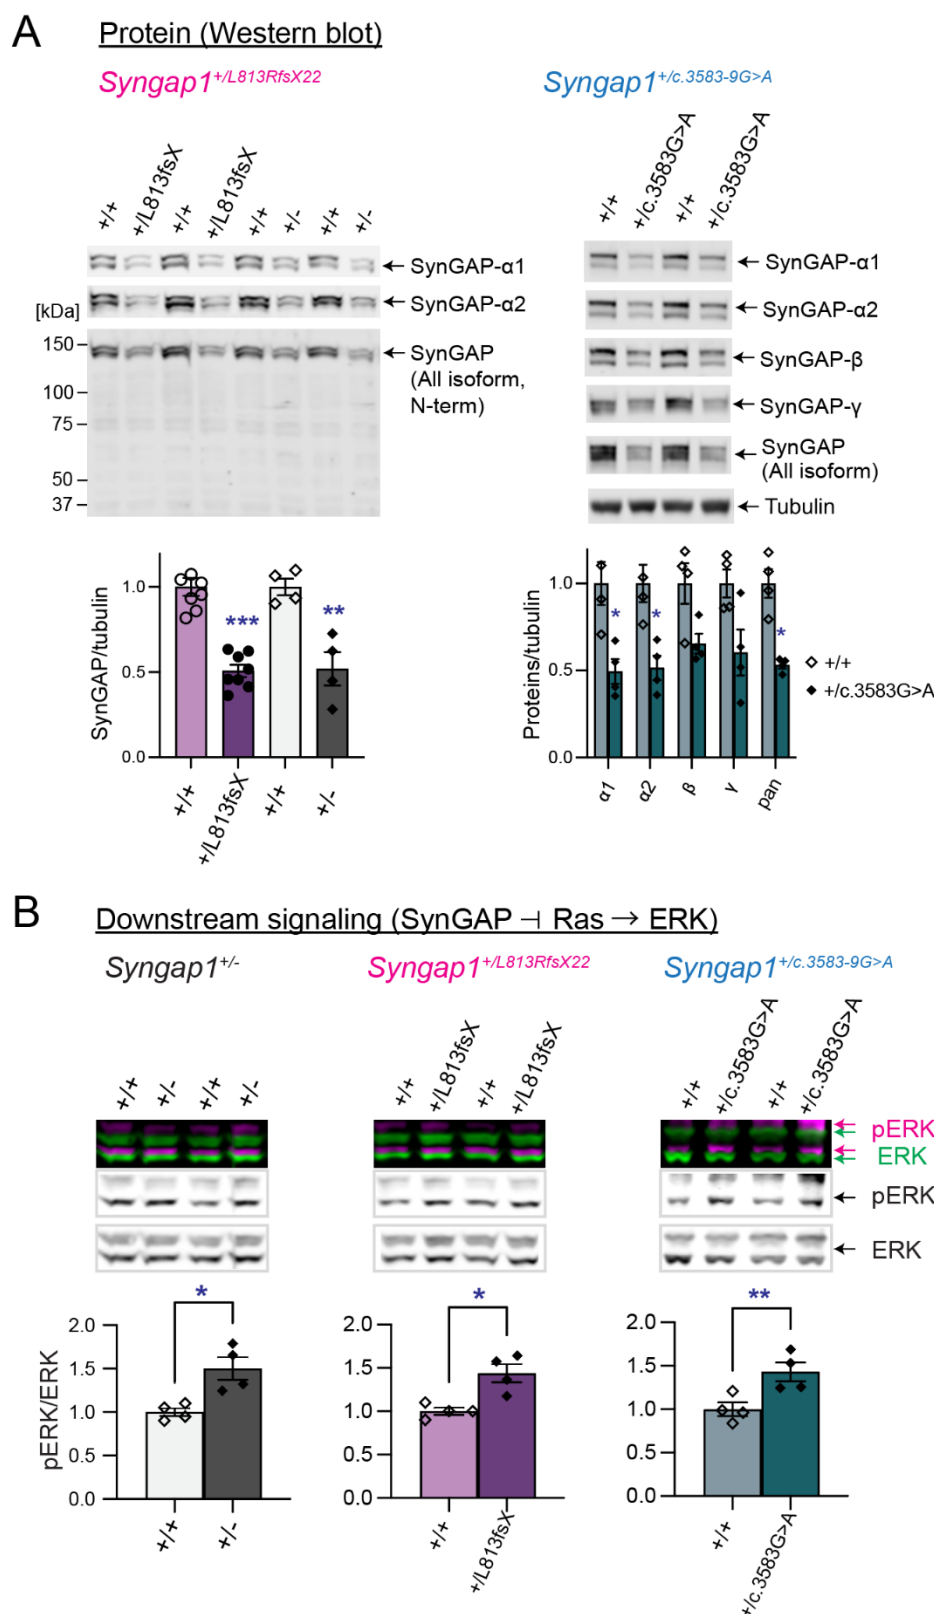 A
Protein (Western blot)
Syngap1+/L813RfsX22
Syngap1+/c.3583-9G>A
+/+
+/L813fsX
+/+
+/L813fsX
+/+
+/-
+/+
+/-
+/+
+/c.3583G>A
+/+
+/c.3583G>A
← SynGAP-α1
← SynGAP-α2
[kDa]
150
100
75
50
37
← SynGAP
(All isoform,
N-term)
← SynGAP-α1
← SynGAP-α2
← SynGAP-β
← SynGAP-γ
← SynGAP
(All isoform)
← Tubulin
SynGAP/tubulin
1.0
0.5
0.0
***
**
+/+
+/L813fsX
+/+
+/-
Proteins/tubulin
1.0
0.5
0.0
*
*
*
α1
α2
β
γ
pan
◇ +/+
◆ +/c.3583G>A
B
Downstream signaling (SynGAP ⊣ Ras → ERK)
Syngap1+/-
Syngap1+/L813RfsX22
Syngap1+/c.3583-9G>A
+/+
+/-
+/+
+/-
+/+
+/L813fsX
+/+
+/L813fsX
+/+
+/c.3583G>A
+/+
+/c.3583G>A
pERK
ERK
← pERK
← ERK
pERK/ERK
2.0
1.5
1.0
0.5
0.0
*
+/+
+/-
2.0
1.5
1.0
0.5
0.0
*
+/+
+/L813fsX
2.0
1.5
1.0
0.5
0.0
**
+/+
+/c.3583G>A